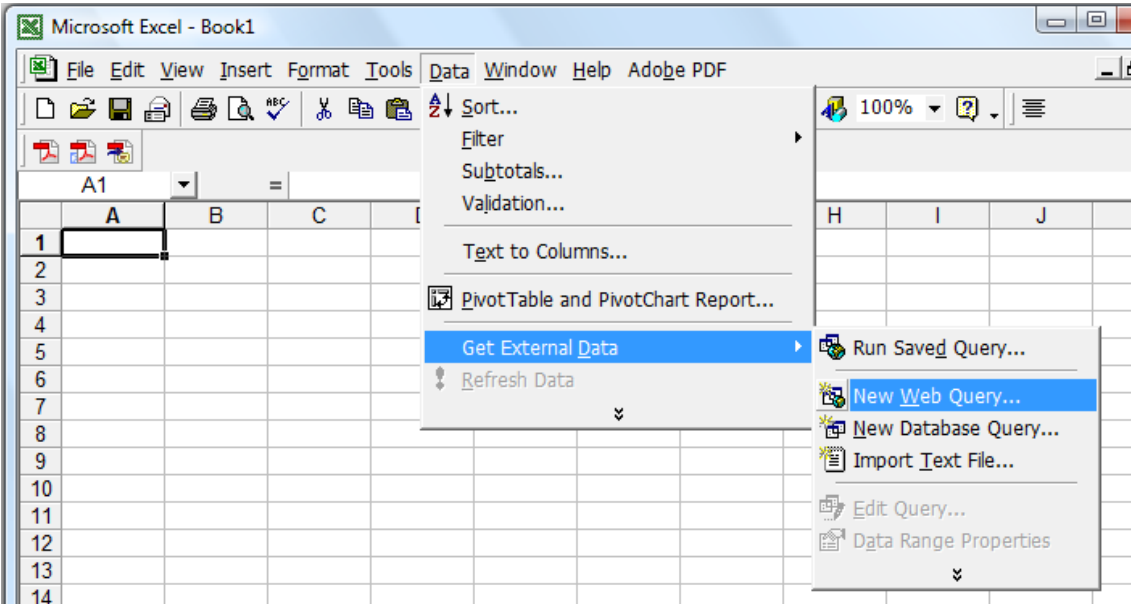 Microsoft Excel - Book1
File Edit View Insert Format Tools Data Window Help Adobe PDF
ABC
100%
A1 =
A B C H I J
Sort...
Filter
Subtotals...
Validation...
Text to Columns...
PivotTable and PivotChart Report...
Get External Data
Refresh Data
Run Saved Query...
New Web Query...
New Database Query...
Import Text File...
Edit Query...
Data Range Properties
1
2
3
4
5
6
7
8
9
10
11
12
13
14